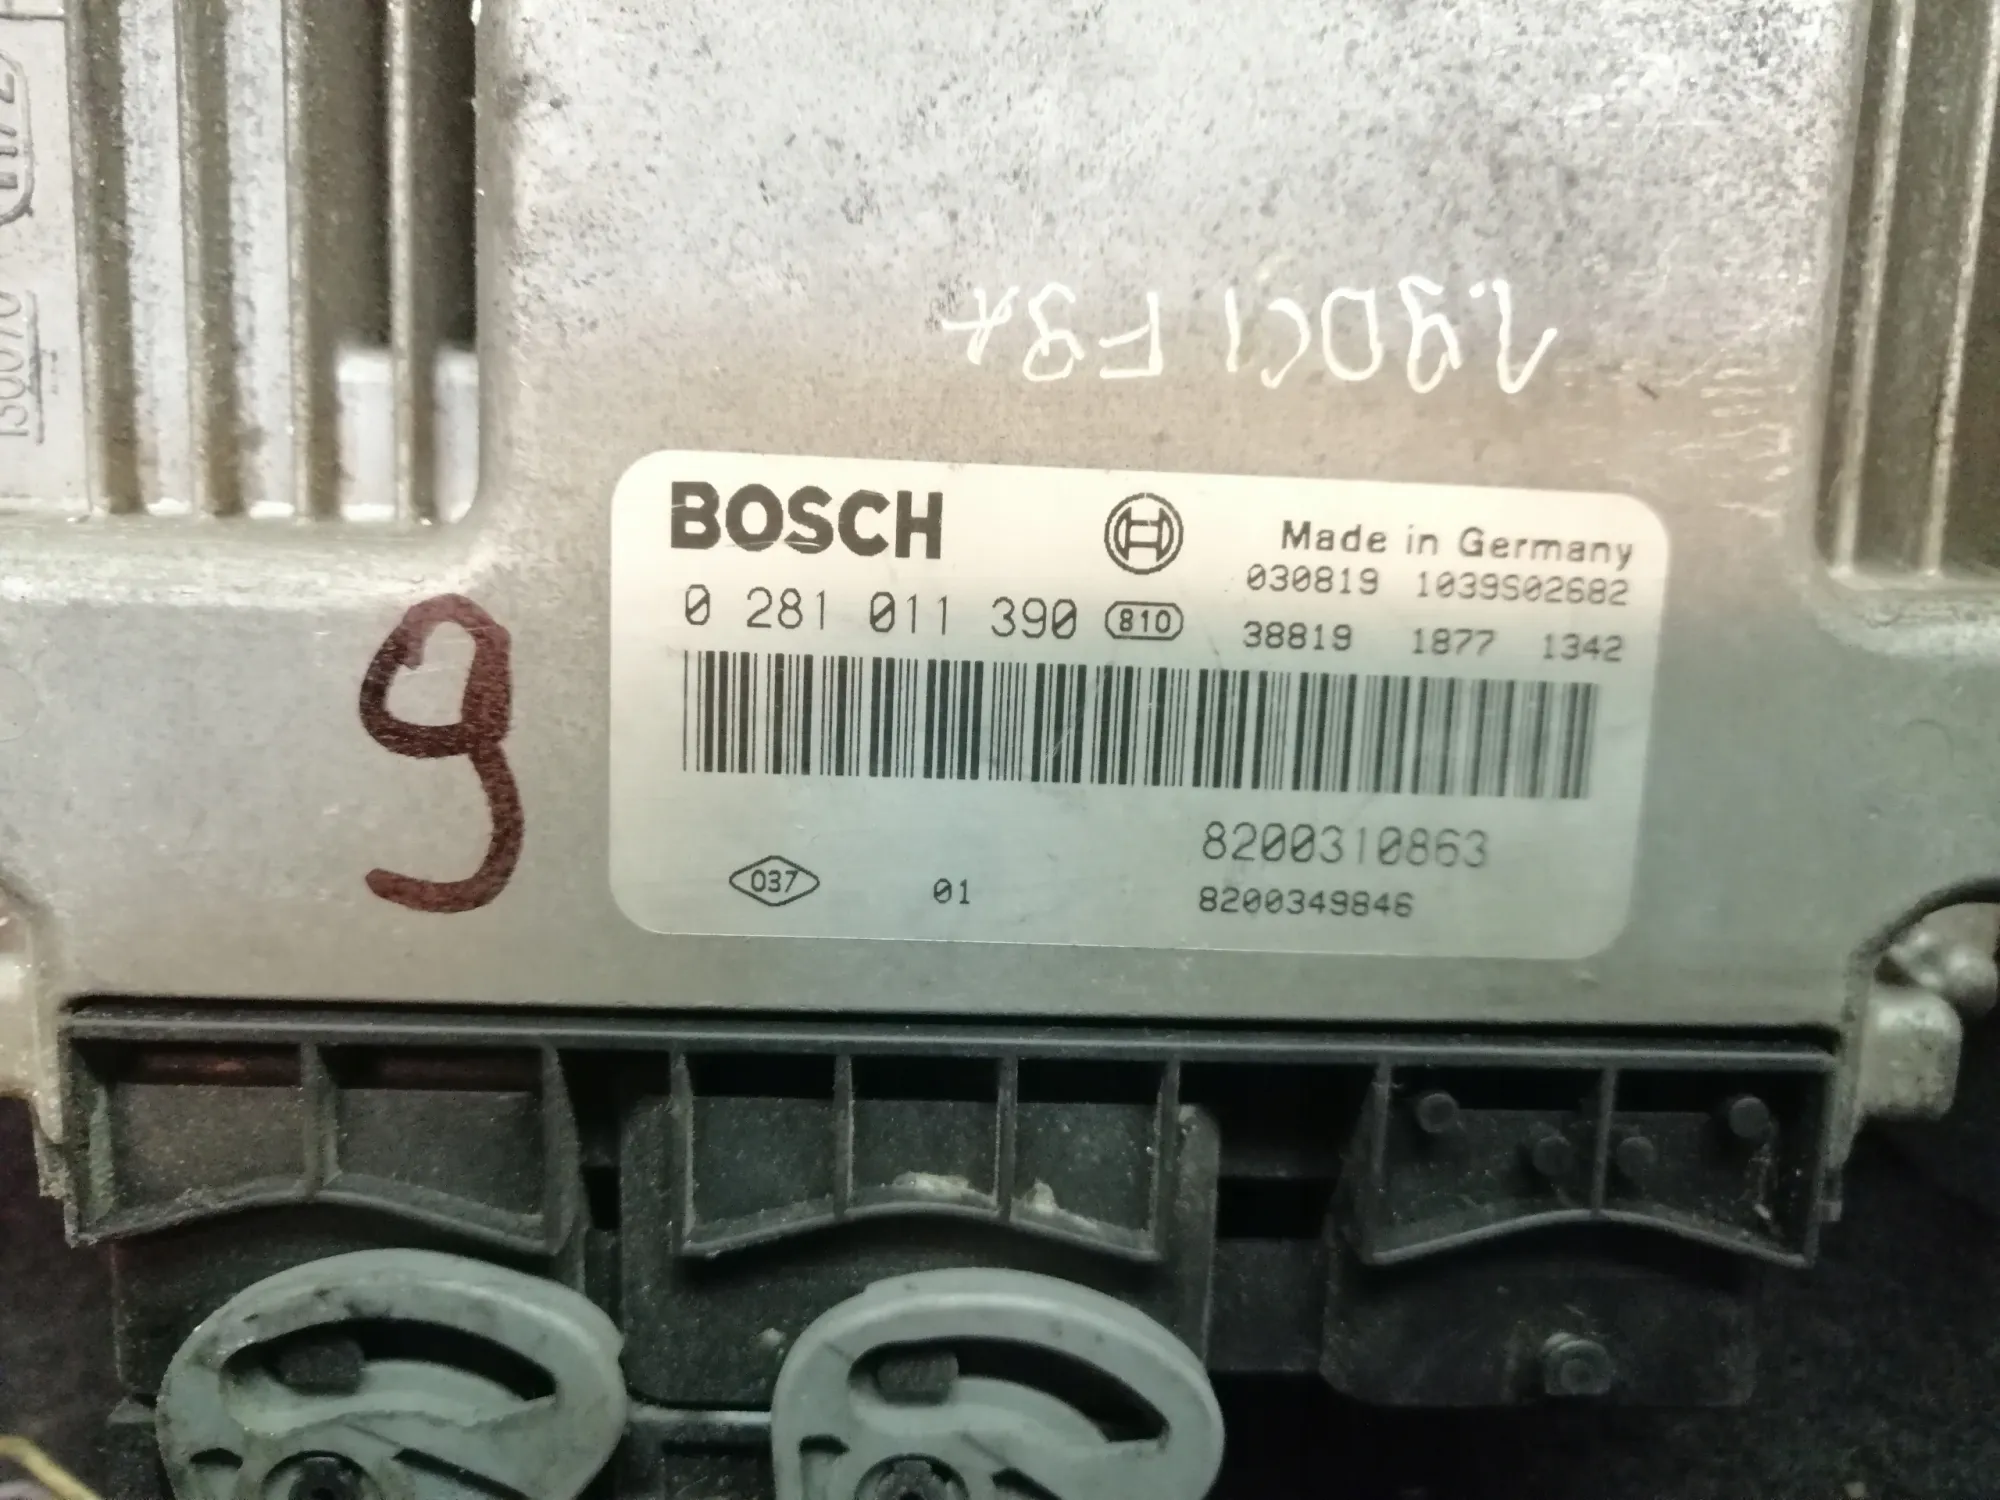 1.9DCI F9A
BOSCH
Made in Germany
030819 1039S02682
0 281 011 390 810
38819 1877 1342
8200310863
037 01 8200349846
9